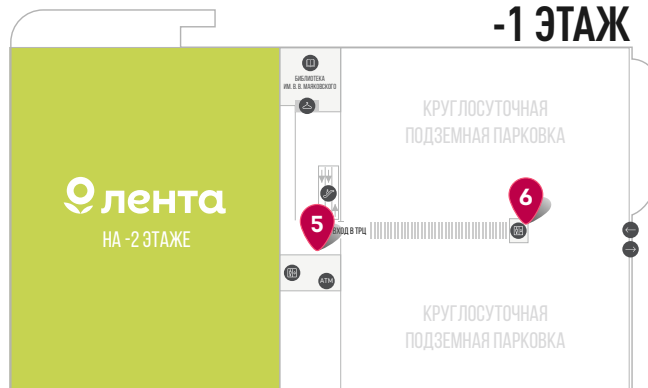 -1 ЭТАЖ
БИБЛИОТЕКА
ИМ. В. В. МАЯКОВСКОГО
КРУГЛОСУТОЧНАЯ
ПОДЗЕМНАЯ ПАРКОВКА
лента
НА -2 ЭТАЖЕ
6
5
ВХОД В ТРЦ
ATM
КРУГЛОСУТОЧНАЯ
ПОДЗЕМНАЯ ПАРКОВКА